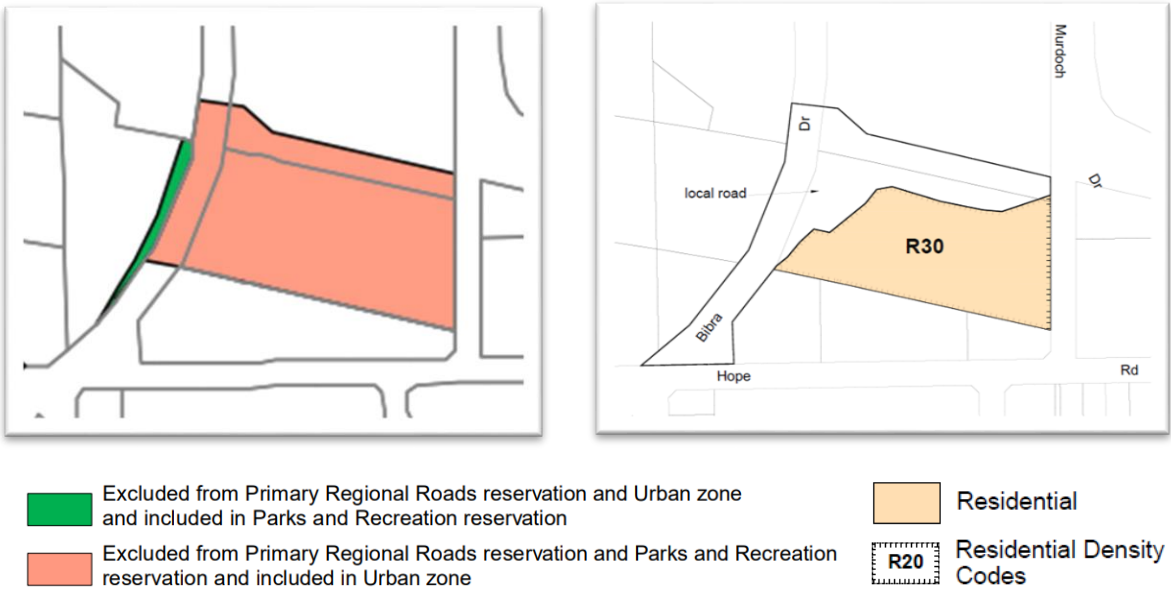 Murdoch
Dr
Dr
local road
R30
Bibra
Hope
Rd
Excluded from Primary Regional Roads reservation and Urban zone
and included in Parks and Recreation reservation
Excluded from Primary Regional Roads reservation and Parks and Recreation
reservation and included in Urban zone
Residential
R20
Residential Density
Codes